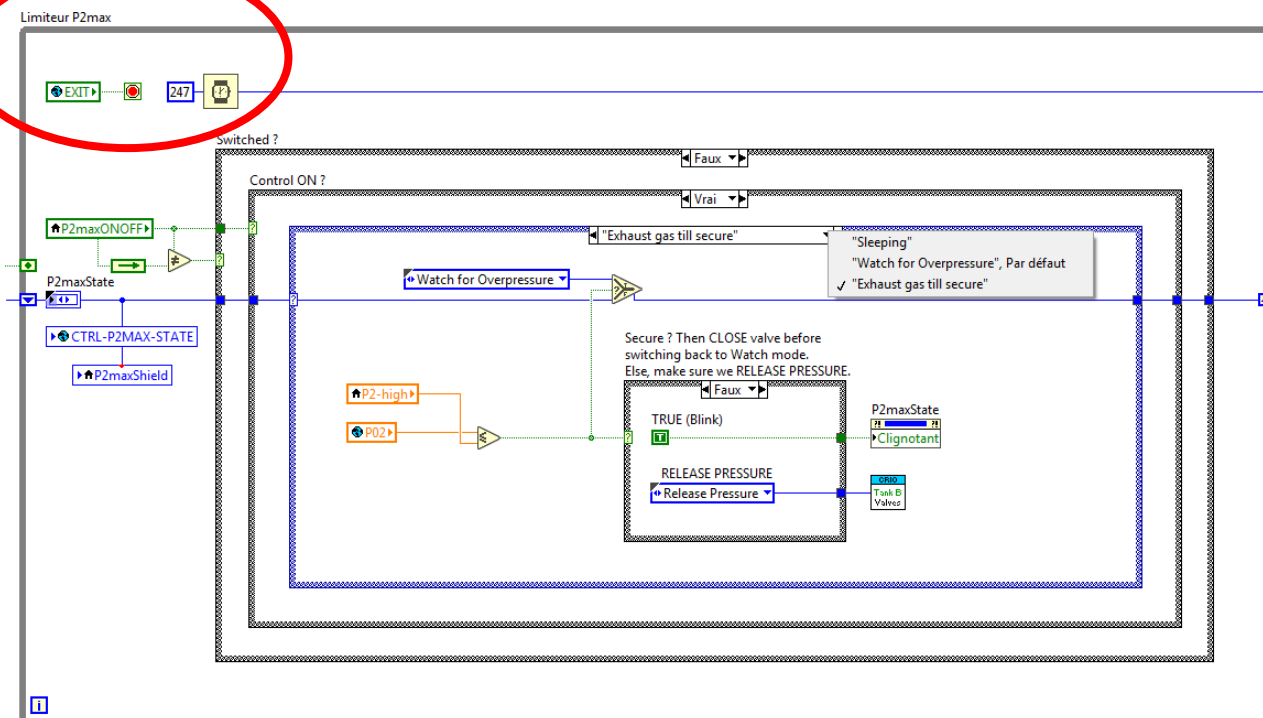 Limiteur P2max
EXIT
247
Switched ?
Faux
Control ON ?
Vrai
P2maxONOFF
"Exhaust gas till secure"
"Sleeping"
"Watch for Overpressure", Par défaut
"Exhaust gas till secure"
P2maxState
Watch for Overpressure
CTRL-P2MAX-STATE
P2maxShield
Secure ? Then CLOSE valve before
switching back to Watch mode.
Else, make sure we RELEASE PRESSURE.
Faux
P2-high
P02
TRUE (Blink)
T
P2maxState
Clignotant
RELEASE PRESSURE
Release Pressure
CRIO
Tank B
Valves
i